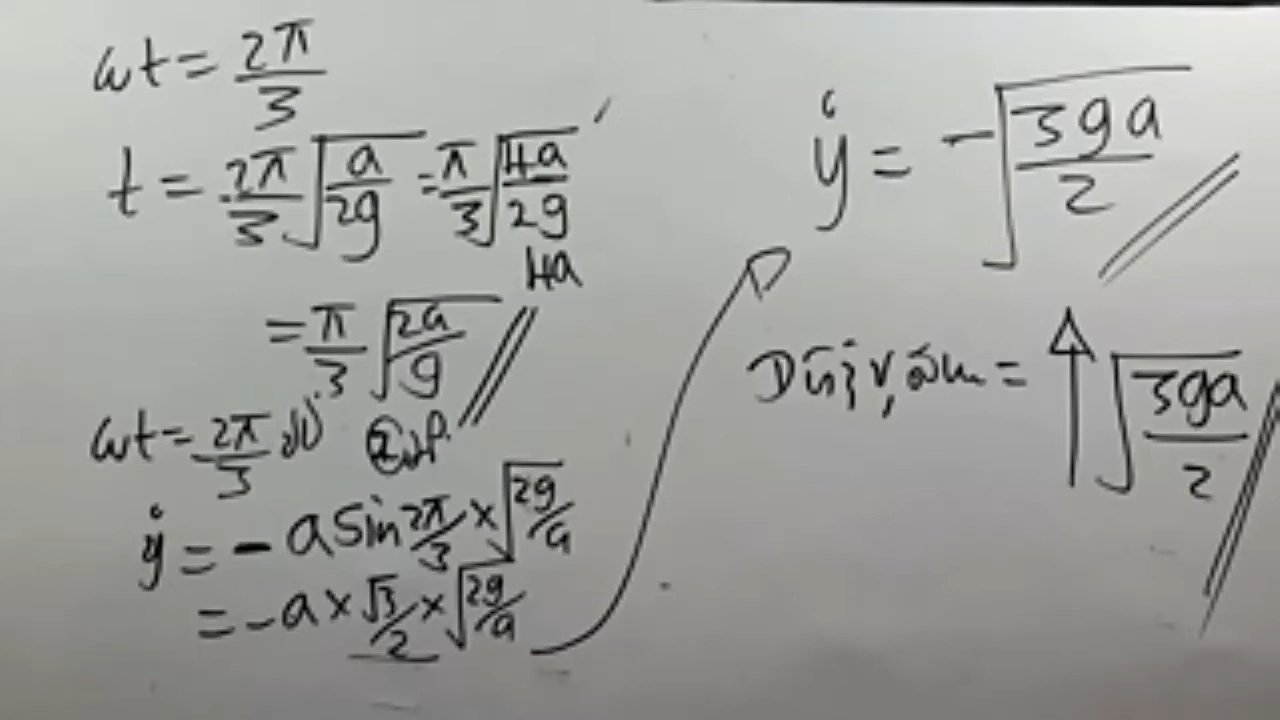 ωt = 2π/3
t = 2π/3 √(a/2g) = π/3 √(4a/2g)
4a
= π/3 √(2a/g)
ωt = 2π/3
ẏ = - a sin 2π/3 × √(2g/a)
= - a × √3/2 × √(2g/a)
ẏ = - √(3ga/2)
= ↑ √(3ga/2)